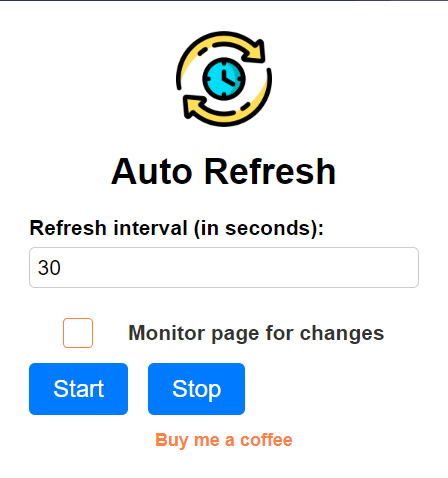 Auto Refresh
Refresh interval (in seconds):
30
Monitor page for changes
Start Stop
Buy me a coffee